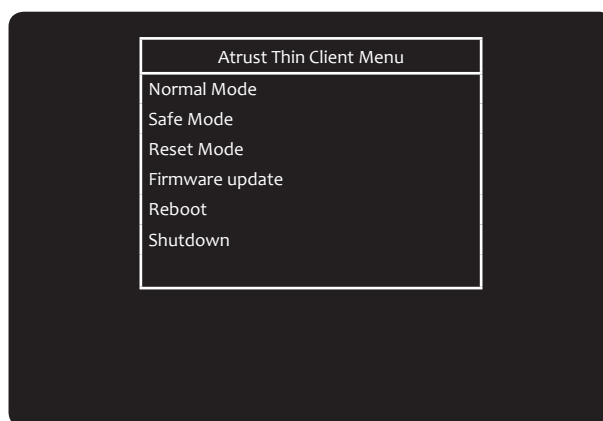 Atrust Thin Client Menu
Normal Mode
Safe Mode
Reset Mode
Firmware update
Reboot
Shutdown